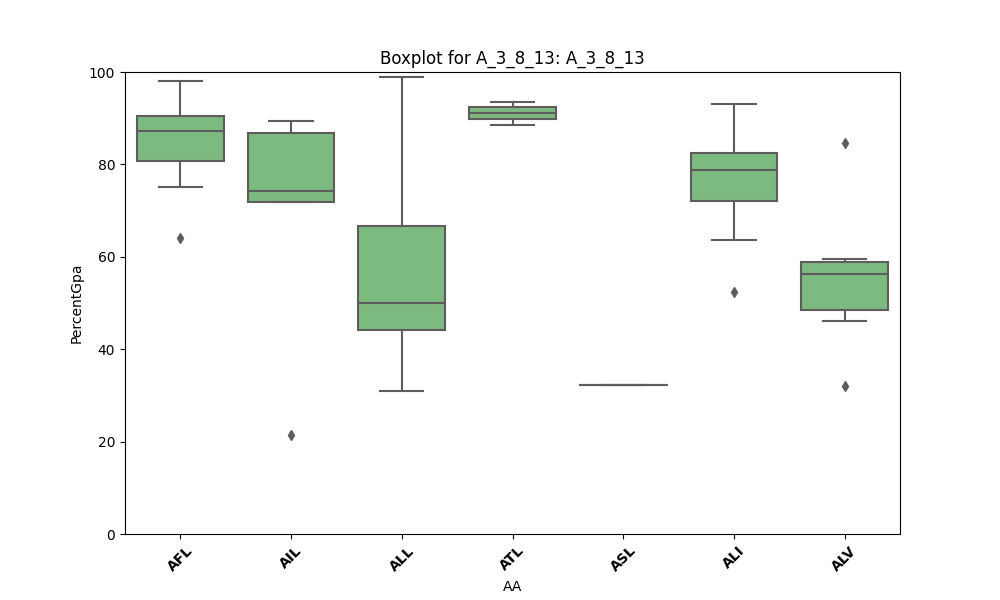 Boxplot for A_3_8_13: A_3_8_13
100
80
60
40
20
0
PercentGpa
AFL
AIL
ALL
ATL
ASL
ALI
ALV
AA